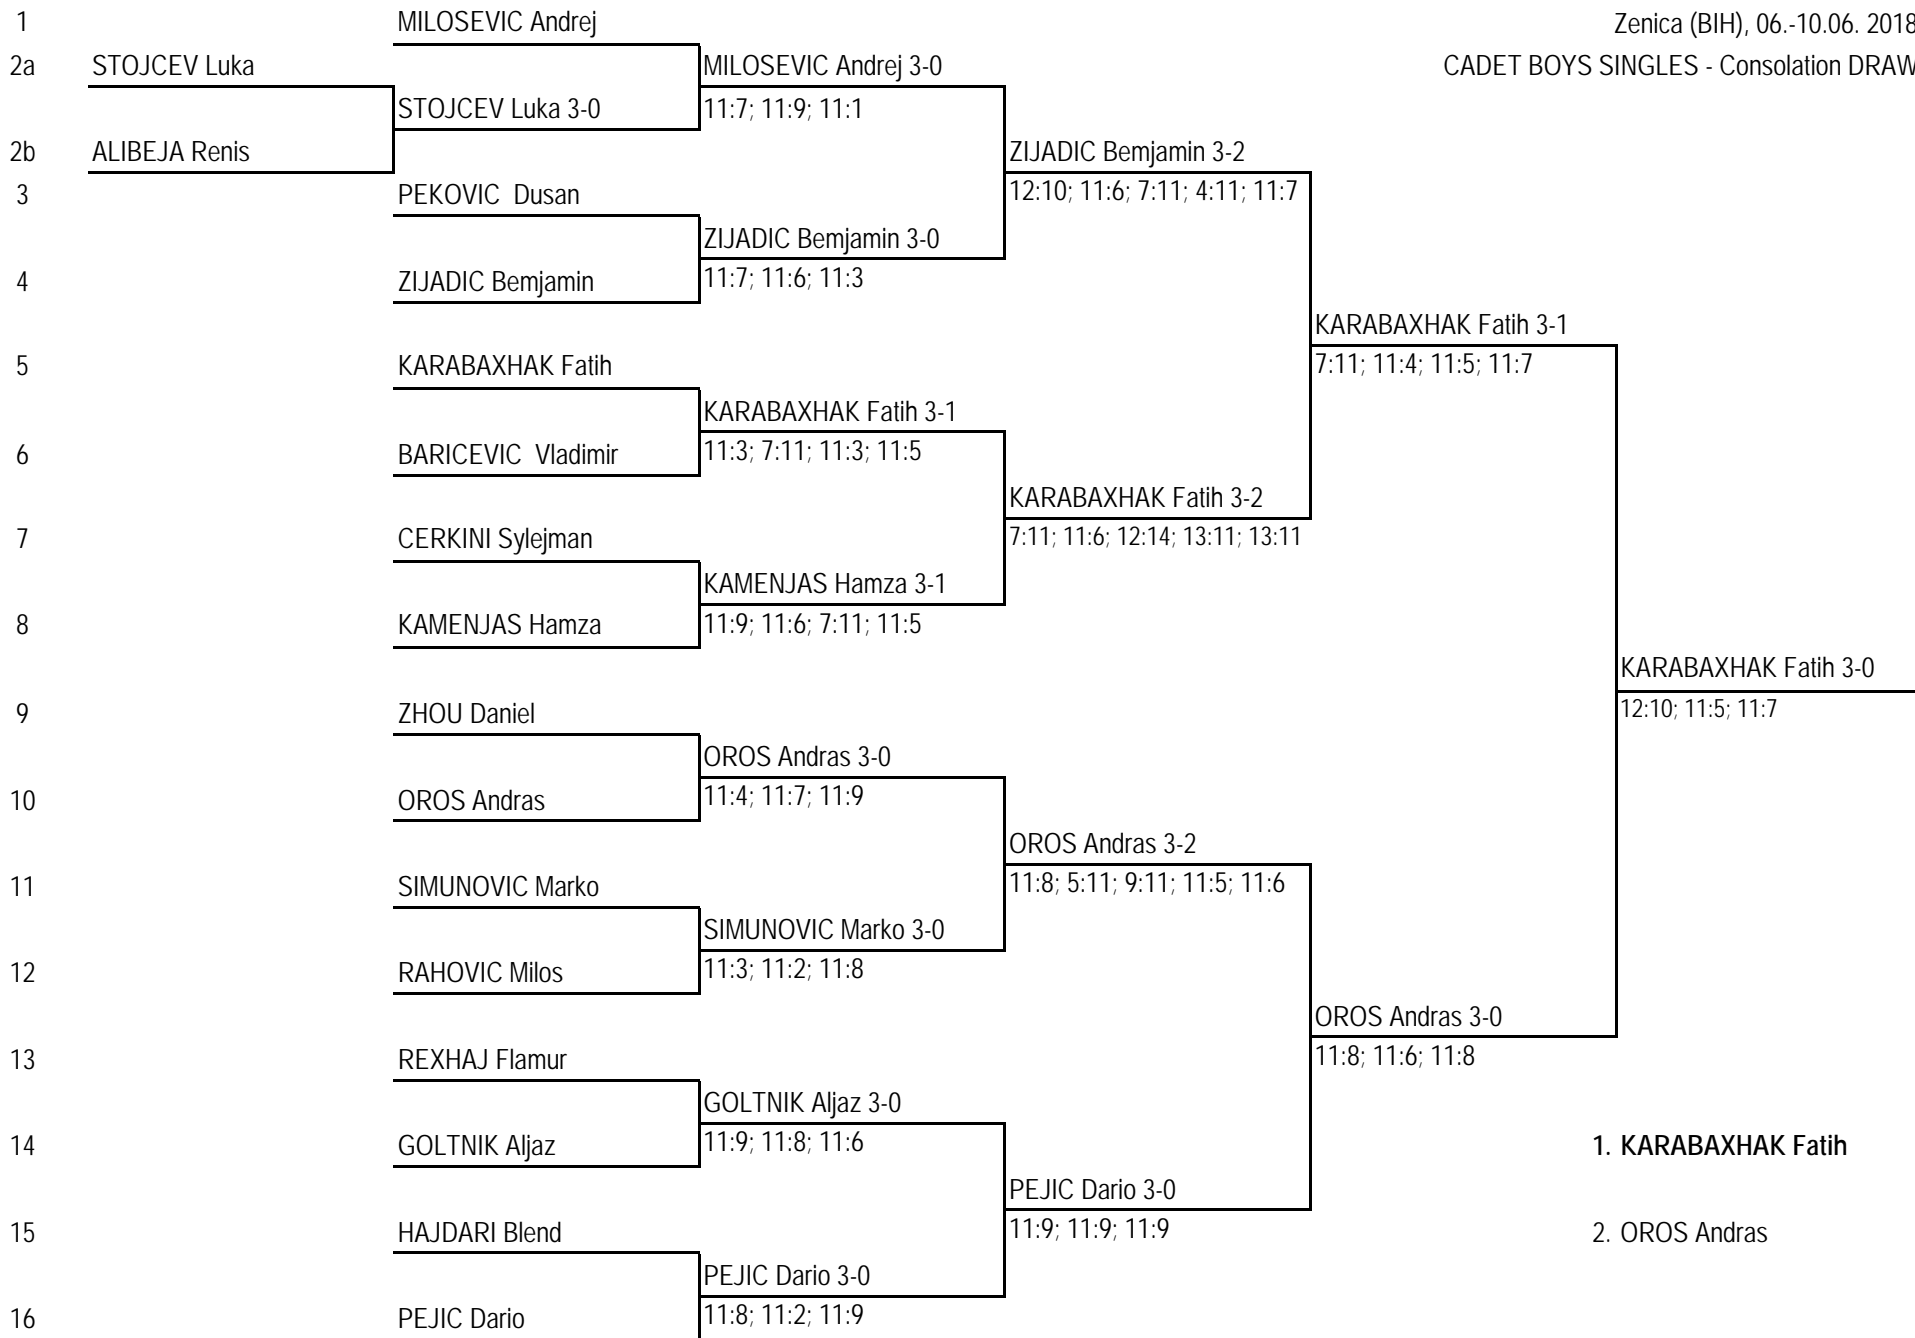 1 MILOSEVIC Andrej Zenica (BIH), 06.-10.06. 2018
2a STOJCEV Luka MILOSEVIC Andrej 3-0 CADET BOYS SINGLES - Consolation DRAW
STOJCEV Luka 3-0 11:7; 11:9; 11:1
2b ALIBEJA Renis ZIJADIC Bemjamin 3-2
3 PEKOVIC Dusan 12:10; 11:6; 7:11; 4:11; 11:7
ZIJADIC Bemjamin 3-0
4 ZIJADIC Bemjamin 11:7; 11:6; 11:3
KARABAXHAK Fatih 3-1
5 KARABAXHAK Fatih 7:11; 11:4; 11:5; 11:7
KARABAXHAK Fatih 3-1
6 BARICEVIC Vladimir 11:3; 7:11; 11:3; 11:5
KARABAXHAK Fatih 3-2
7 CERKINI Sylejman 7:11; 11:6; 12:14; 13:11; 13:11
KAMENJAS Hamza 3-1
8 KAMENJAS Hamza 11:9; 11:6; 7:11; 11:5
KARABAXHAK Fatih 3-0
9 ZHOU Daniel 12:10; 11:5; 11:7
OROS Andras 3-0
10 OROS Andras 11:4; 11:7; 11:9
OROS Andras 3-2
11 SIMUNOVIC Marko 11:8; 5:11; 9:11; 11:5; 11:6
SIMUNOVIC Marko 3-0
12 RAHOVIC Milos 11:3; 11:2; 11:8
OROS Andras 3-0
13 REXHAJ Flamur 11:8; 11:6; 11:8
GOLTNIK Aljaz 3-0
14 GOLTNIK Aljaz 11:9; 11:8; 11:6 1. KARABAXHAK Fatih
PEJIC Dario 3-0
15 HAJDARI Blend 11:9; 11:9; 11:9 2. OROS Andras
PEJIC Dario 3-0
16 PEJIC Dario 11:8; 11:2; 11:9